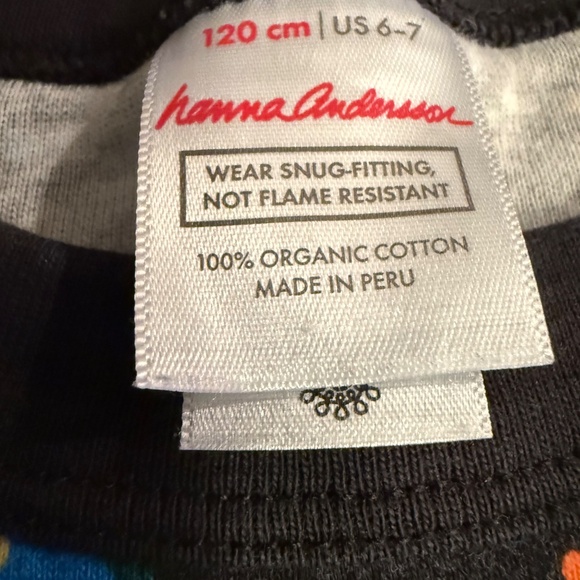 120 cm | US 6-7
hanna Andersson
WEAR SNUG-FITTING,
NOT FLAME RESISTANT
100% ORGANIC COTTON
MADE IN PERU